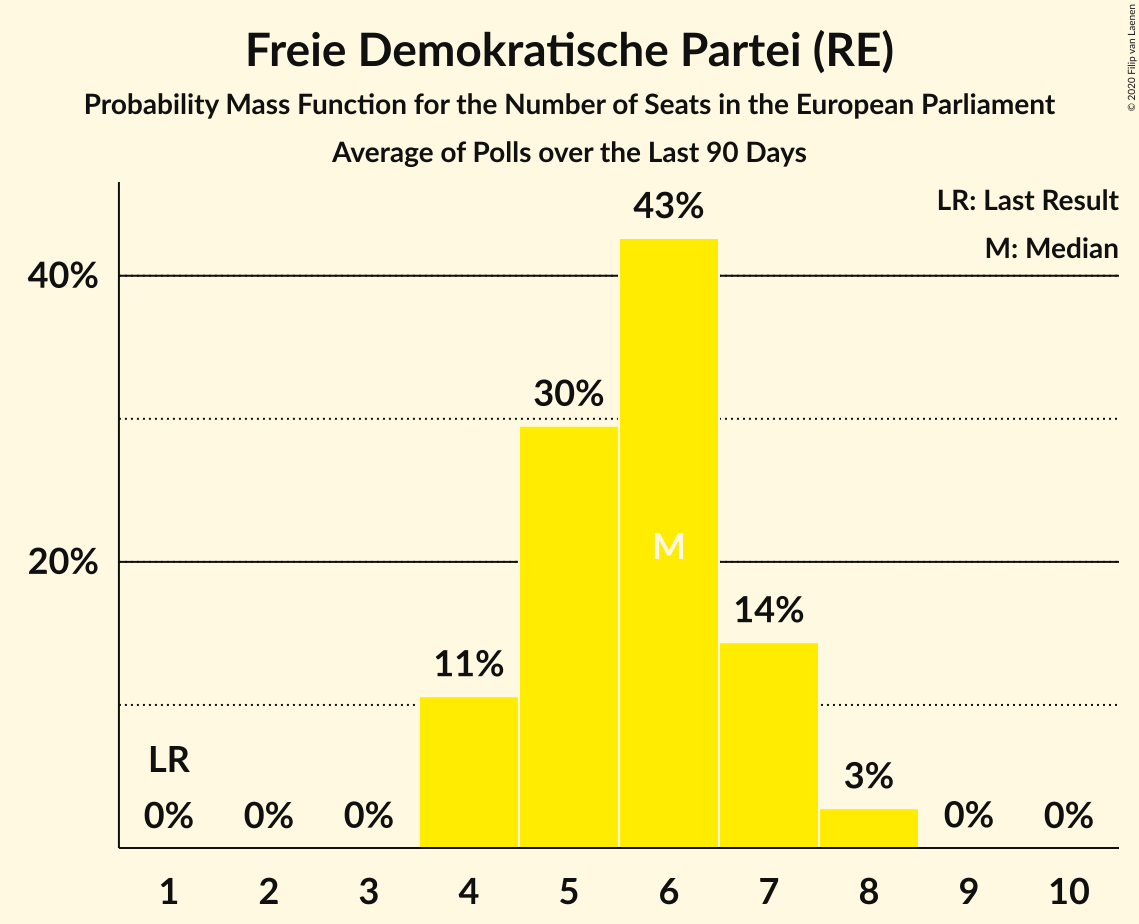 Freie Demokratische Partei (RE)
Probability Mass Function for the Number of Seats in the European Parliament
Average of Polls over the Last 90 Days
© 2020 Filip van Laenen
LR: Last Result
M: Median
43%
40%
30%
M
20%
14%
11%
LR
3%
0% 0% 0% 0% 0%
1 2 3 4 5 6 7 8 9 10